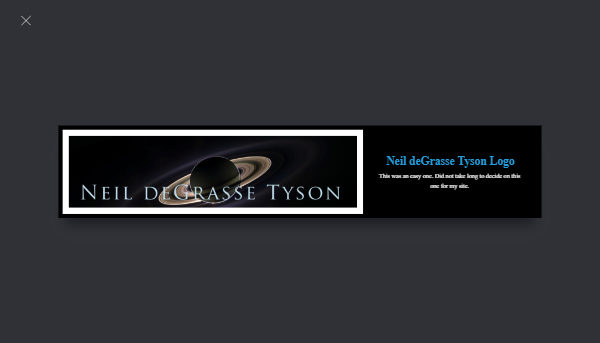 NEIL DEGRASSE TYSON
Neil deGrasse Tyson Logo
This was an easy one. Did not take long to decide on this
one for my site.